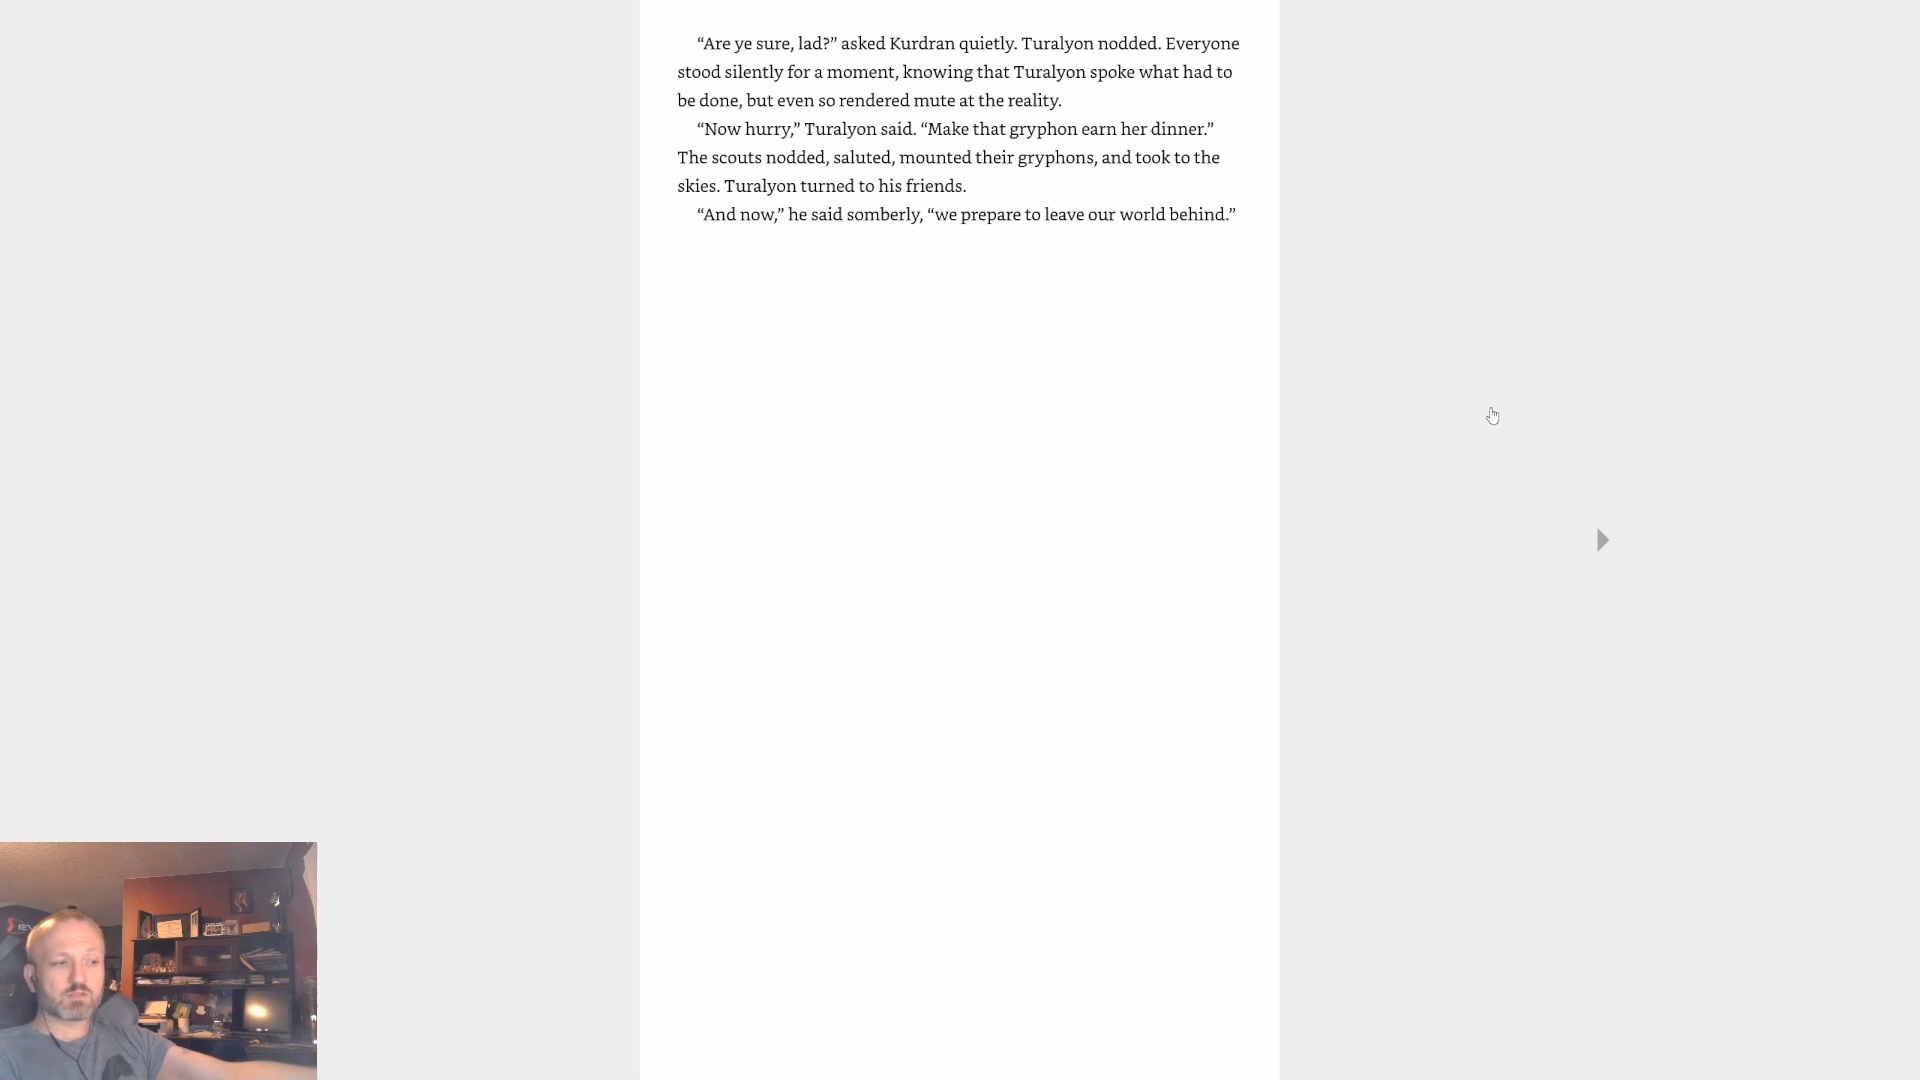 “Are ye sure, lad?” asked Kurdran quietly. Turalyon nodded. Everyone
stood silently for a moment, knowing that Turalyon spoke what had to
be done, but even so rendered mute at the reality.
“Now hurry,” Turalyon said. “Make that gryphon earn her dinner.”
The scouts nodded, saluted, mounted their gryphons, and took to the
skies. Turalyon turned to his friends.
“And now,” he said somberly, “we prepare to leave our world behind.”